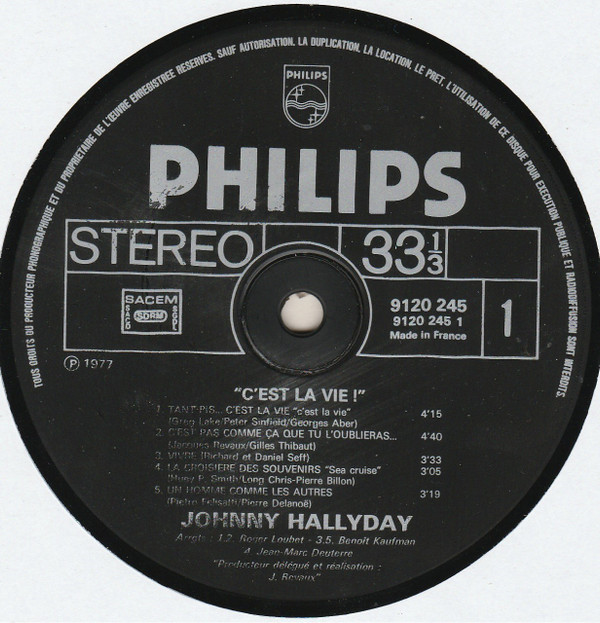 TOUS DROITS DU PRODUCTEUR PHONOGRAPHIQUE ET DU PROPRIETAIRE DE L'ŒUVRE ENREGISTREE RESERVES. SAUF AUTORISATION, LA DUPLICATION, LA LOCATION, LE PRET, L'UTILISATION DE CE DISQUE POUR EXECUTION PUBLIQUE ET RADIODIFFUSION SONT INTERDITS.
PHILIPS
PHILIPS
STEREO
33 1/3
SACEM
SACD SDRM SGDL
9120 245
9120 245 1
Made in France
1
Ⓟ 1977
"C'EST LA VIE !"
1. TANT PIS... C'EST LA VIE "c'est la vie" 4'15
(Greg Lake/Peter Sinfield/Georges Aber)
2. C'EST PAS COMME ÇA QUE TU L'OUBLIERAS... 4'40
(Jacques Revaux/Gilles Thibaut)
3. VIVRE (Richard et Daniel Seff) 3'33
4. LA CROISIERE DES SOUVENIRS "Sea cruise" 3'05
(Huey P. Smith/Long Chris-Pierre Billon)
5. UN HOMME COMME LES AUTRES 3'19
(Pietro Felisatti/Pierre Delanoë)
JOHNNY HALLYDAY
Arrgts : 1.2. Roger Loubet - 3.5. Benoît Kaufman
4. Jean-Marc Deuterre
"Producteur délégué et réalisation :
J. Revaux"